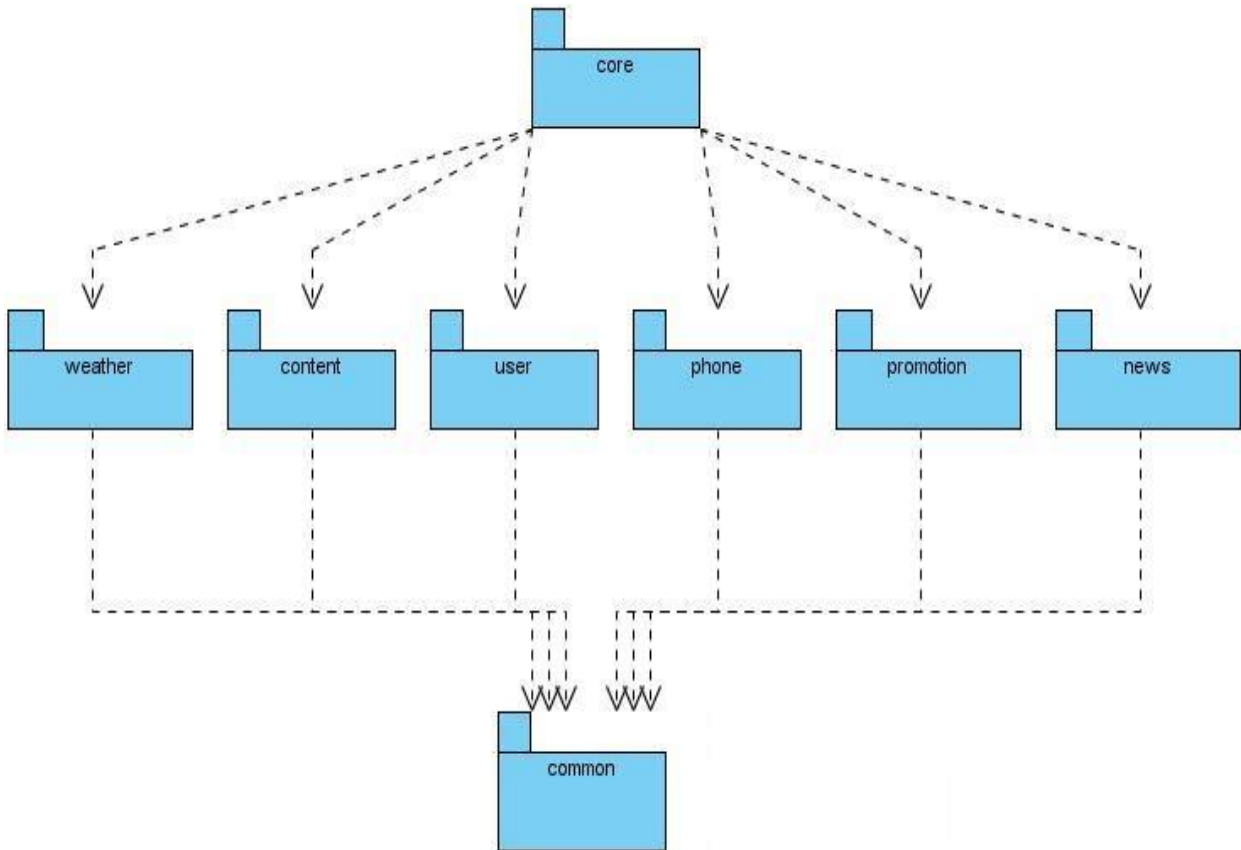 core
weather
content
user
phone
promotion
news
common